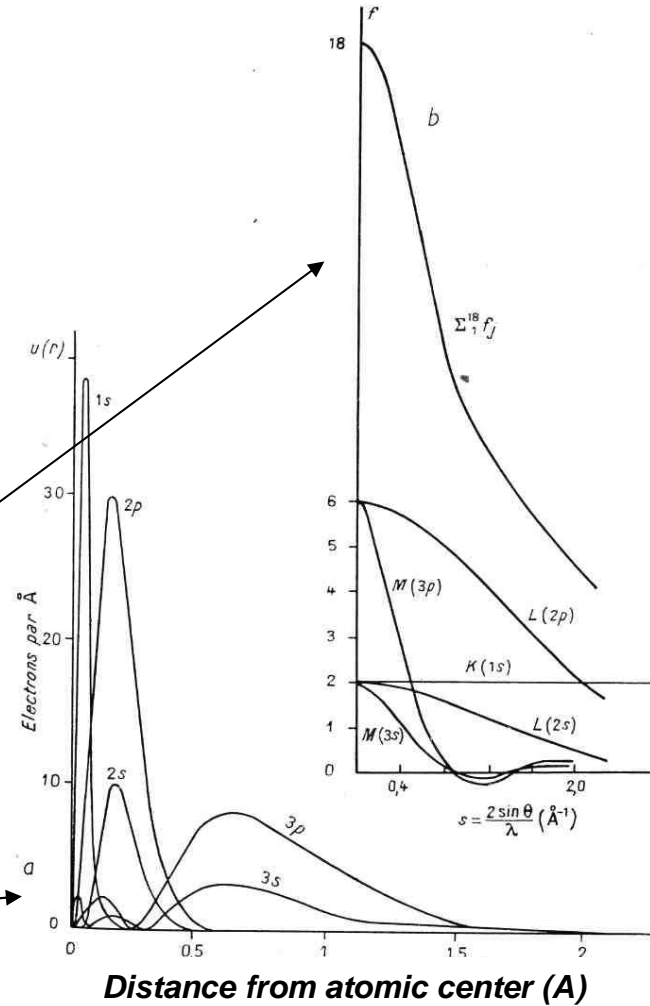 f
18
b
Σ₁¹⁸ fⱼ
u(r)
1s
30
2p
Electrons par Å
20
2s
10
3p
3s
a
0
0 0.5 1 1.5 2
6
5
M(3p)
4
L(2p)
3
K(1s)
2
1
M(3s)
L(2s)
0
0,4 2,0
s = 2 sin θ / λ (Å⁻¹)
Distance from atomic center (A)